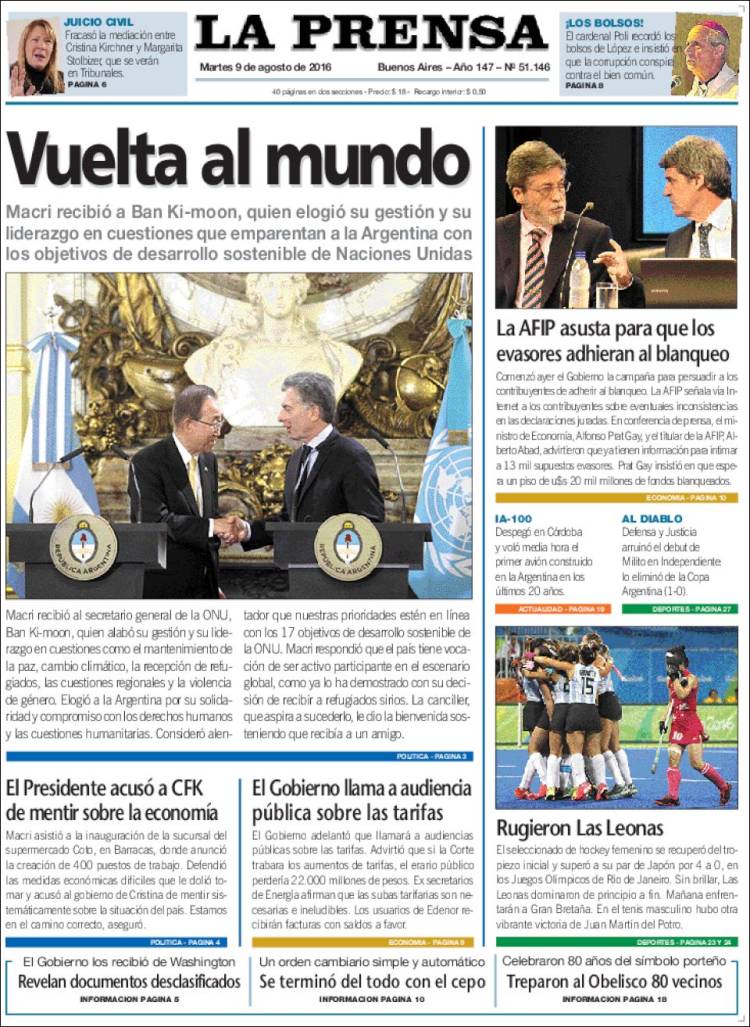 JUICIO CIVIL
Fracasó la mediación entre
Cristina Kirchner y Margarita
Stolbizer, que se verán
en Tribunales.
PAGINA 6
LA PRENSA
Martes 9 de agosto de 2016
Buenos Aires – Año 147 – Nº 51.146
40 páginas en dos secciones - Precio: $ 18 - Recargo Interior: $ 0,50
¡LOS BOLSOS!
El cardenal Poli recordó los
bolsos de López e insistió en
que la corrupción conspira
contra el bien común.
PAGINA 8
Vuelta al mundo
Macri recibió a Ban Ki-moon, quien elogió su gestión y su
liderazgo en cuestiones que emparentan a la Argentina con
los objetivos de desarrollo sostenible de Naciones Unidas
REPUBLICA ARGENTINA
REPUBLICA ARGENTINA
Macri recibió al secretario general de la ONU,
Ban Ki-moon, quien alabó su gestión y su lide-
razgo en cuestiones como el mantenimiento de
la paz, cambio climático, la recepción de refu-
giados, las cuestiones regionales y la violencia
de género. Elogió a la Argentina por su solida-
ridad y compromiso con los derechos humanos
y las cuestiones humanitarias. Consideró alen-
tador que nuestras prioridades estén en línea
con los 17 objetivos de desarrollo sostenible de
la ONU. Macri respondió que el país tiene voca-
ción de ser activo participante en el escenario
global, como ya lo ha demostrado con su deci-
sión de recibir a refugiados sirios. La canciller,
que aspira a sucederlo, le dio la bienvenida sos-
teniendo que recibía a un amigo.
POLITICA - PAGINA 3
La AFIP asusta para que los
evasores adhieran al blanqueo
Comenzó ayer el Gobierno la campaña para persuadir a los
contribuyentes de adherir al blanqueo. La AFIP señala vía In-
ternet a los contribuyentes sobre eventuales inconsistencias
en las declaraciones juradas. En conferencia de prensa, el mi-
nistro de Economía, Alfonso Prat Gay, y el titular de la AFIP, Al-
berto Abad, advirtieron que ya tienen información para intimar
a 13 mil supuestos evasores. Prat Gay insistió en que espe-
ra un piso de u$s 20 mil millones de fondos blanqueados.
ECONOMIA - PAGINA 10
IA-100
Despegó en Córdoba
y voló media hora el
primer avión construido
en la Argentina en los
últimos 20 años.
ACTUALIDAD - PAGINA 19
AL DIABLO
Defensa y Justicia
arruinó el debut de
Milito en Independiente:
lo eliminó de la Copa
Argentina (1-0).
DEPORTES - PAGINA 27
15
10
2016
Rugieron Las Leonas
El seleccionado de hockey femenino se recuperó del tro-
piezo inicial y superó a su par de Japón por 4 a 0, en
los Juegos Olímpicos de Río de Janeiro. Sin brillar, Las
Leonas dominaron de principio a fin. Mañana enfren-
tarán a Gran Bretaña. En el tenis masculino hubo otra
vibrante victoria de Juan Martín del Potro.
DEPORTES - PAGINA 23 Y 24
El Presidente acusó a CFK
de mentir sobre la economía
Macri asistió a la inauguración de la sucursal del
supermercado Coto, en Barracas, donde anunció
la creación de 400 puestos de trabajo. Defendió
las medidas económicas difíciles que le dolió to-
mar y acusó al gobierno de Cristina de mentir sis-
temáticamente sobre la situación del país. Estamos
en el camino correcto, aseguró.
POLITICA - PAGINA 4
El Gobierno llama a audiencia
pública sobre las tarifas
El Gobierno adelantó que llamará a audiencias
públicas sobre las tarifas. Advirtió que si la Corte
trabara los aumentos de tarifas, el erario público
perdería 22.000 millones de pesos. Ex secretarios
de Energía afirman que las subas tarifarias son ne-
cesarias e ineludibles. Los usuarios de Edenor re-
cibirán facturas con saldos a favor.
ECONOMIA - PAGINA 9
El Gobierno los recibió de Washington
Revelan documentos desclasificados
INFORMACION PAGINA 5
Un orden cambiario simple y automático
Se terminó del todo con el cepo
INFORMACION PAGINA 10
Celebraron 80 años del símbolo porteño
Treparon al Obelisco 80 vecinos
INFORMACION PAGINA 18